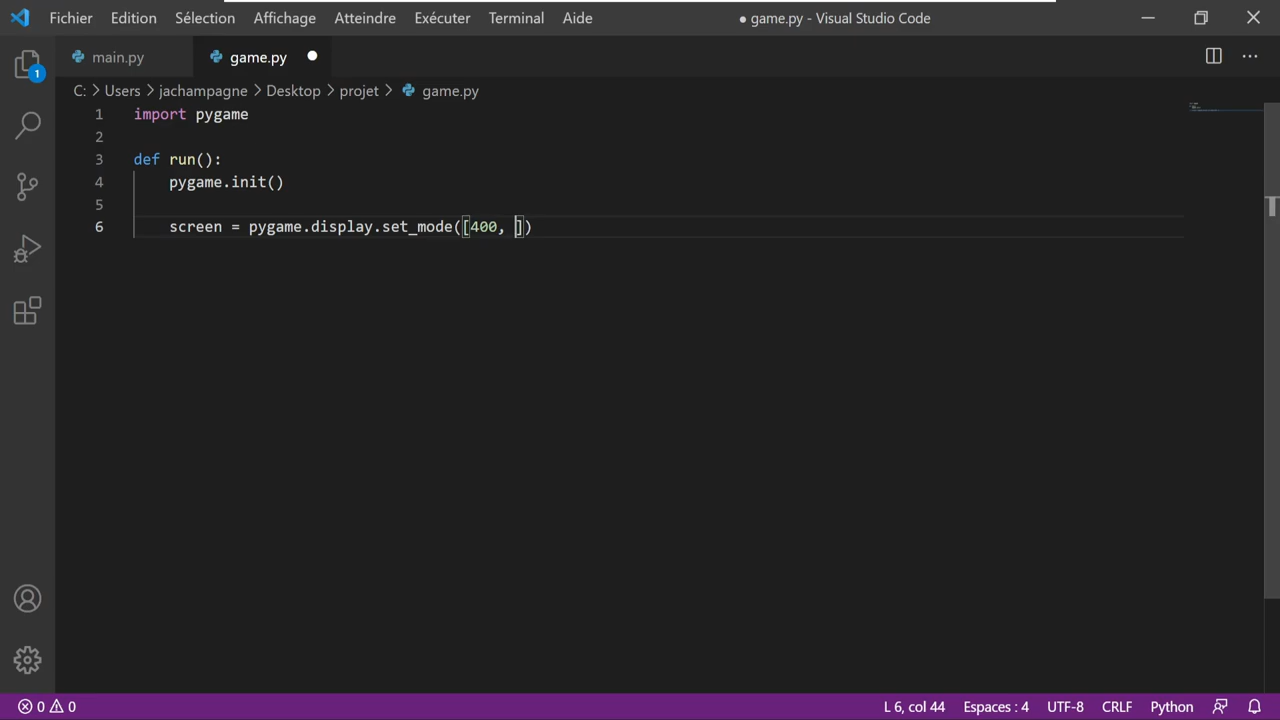 Fichier Edition Sélection Affichage Atteindre Exécuter Terminal Aide ● game.py - Visual Studio Code
main.py game.py
1
C: > Users > jachampagne > Desktop > projet > game.py
1 import pygame
2
3 def run():
4 pygame.init()
5
6 screen = pygame.display.set_mode([400, ])
0 0 L 6, col 44 Espaces : 4 UTF-8 CRLF Python